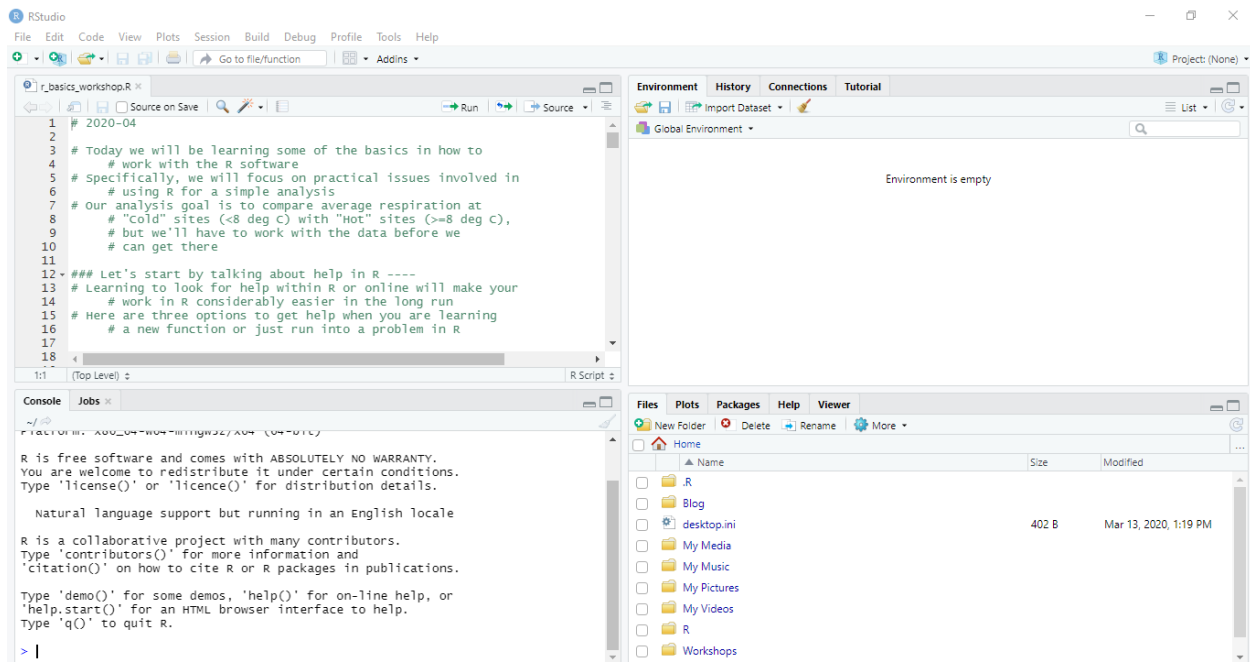 RStudio
File Edit Code View Plots Session Build Debug Profile Tools Help
Go to file/function Addins Project: (None)
r_basics_workshop.R
Source on Save Run Source
1 # 2020-04
2
3 # Today we will be learning some of the basics in how to
4 # work with the R software
5 # Specifically, we will focus on practical issues involved in
6 # using R for a simple analysis
7 # Our analysis goal is to compare average respiration at
8 # "Cold" sites (<8 deg C) with "Hot" sites (>=8 deg C),
9 # but we'll have to work with the data before we
10 # can get there
11
12 ### Let's start by talking about help in R ----
13 # Learning to look for help within R or online will make your
14 # work in R considerably easier in the long run
15 # Here are three options to get help when you are learning
16 # a new function or just run into a problem in R
17
18
1:1 (Top Level) R Script
Console Jobs
~/
Platform: x86_64-w64-mingw32/x64 (64-bit)
R is free software and comes with ABSOLUTELY NO WARRANTY.
You are welcome to redistribute it under certain conditions.
Type 'license()' or 'licence()' for distribution details.
Natural language support but running in an English locale
R is a collaborative project with many contributors.
Type 'contributors()' for more information and
'citation()' on how to cite R or R packages in publications.
Type 'demo()' for some demos, 'help()' for on-line help, or
'help.start()' for an HTML browser interface to help.
Type 'q()' to quit R.
>
Environment History Connections Tutorial
Import Dataset List
Global Environment
Environment is empty
Files Plots Packages Help Viewer
New Folder Delete Rename More
Home ...
Name Size Modified
.R
Blog
desktop.ini 402 B Mar 13, 2020, 1:19 PM
My Media
My Music
My Pictures
My Videos
R
Workshops